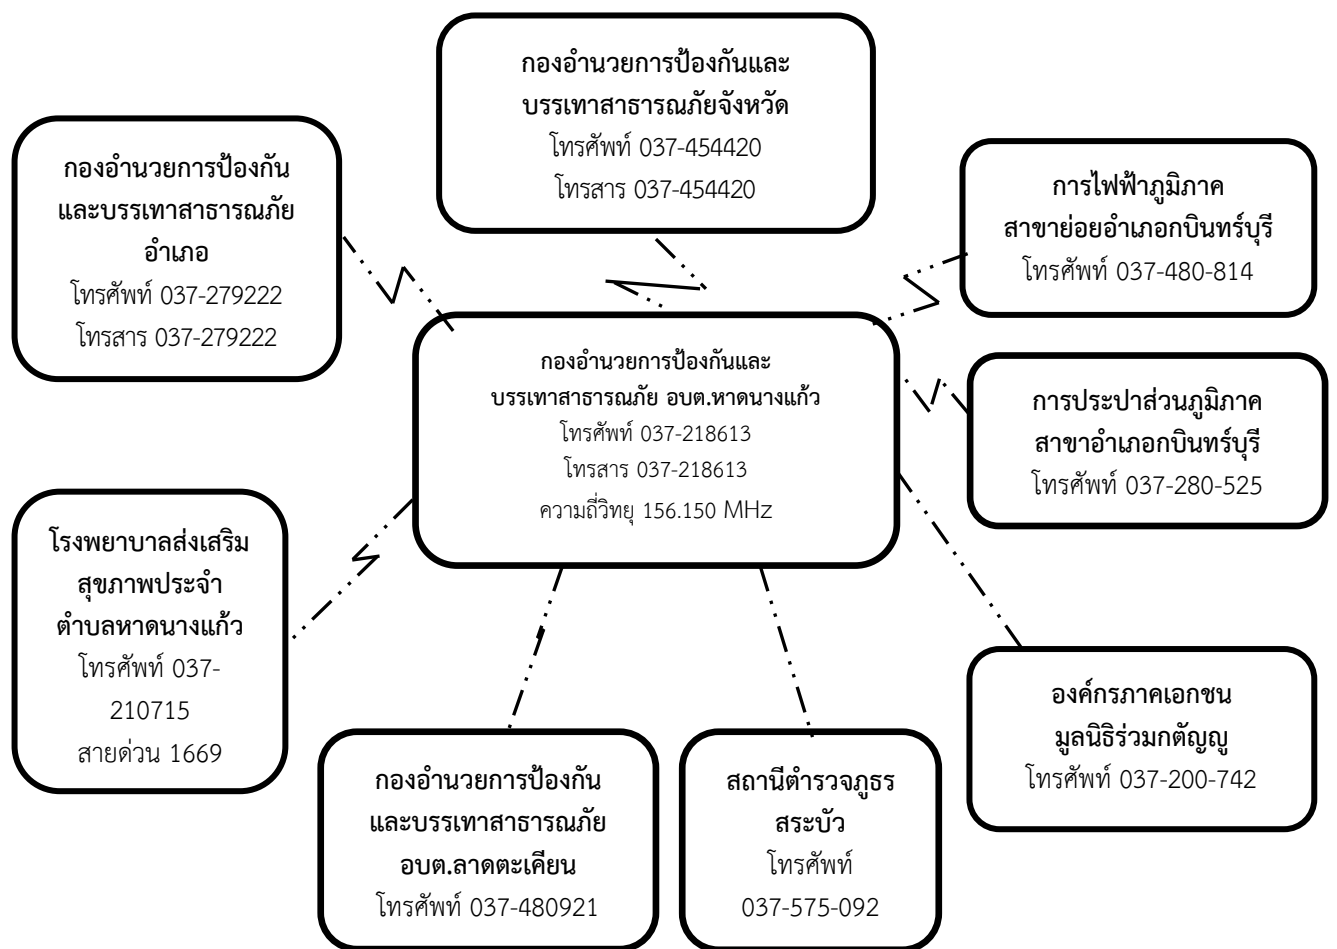 กองอำนวยการป้องกันและ
บรรเทาสาธารณภัยจังหวัด
โทรศัพท์ 037-454420
โทรสาร 037-454420
กองอำนวยการป้องกัน
และบรรเทาสาธารณภัย
อำเภอ
โทรศัพท์ 037-279222
โทรสาร 037-279222
การไฟฟ้าภูมิภาค
สาขาย่อยอำเภอกบินทร์บุรี
โทรศัพท์ 037-480-814
กองอำนวยการป้องกันและ
บรรเทาสาธารณภัย อบต.หาดนางแก้ว
โทรศัพท์ 037-218613
โทรสาร 037-218613
ความถี่วิทยุ 156.150 MHz
การประปาส่วนภูมิภาค
สาขาอำเภอกบินทร์บุรี
โทรศัพท์ 037-280-525
โรงพยาบาลส่งเสริม
สุขภาพประจำ
ตำบลหาดนางแก้ว
โทรศัพท์ 037-
210715
สายด่วน 1669
องค์กรภาคเอกชน
มูลนิธิร่วมกตัญญู
โทรศัพท์ 037-200-742
กองอำนวยการป้องกัน
และบรรเทาสาธารณภัย
อบต.ลาดตะเคียน
โทรศัพท์ 037-480921
สถานีตำรวจภูธร
สระบัว
โทรศัพท์
037-575-092